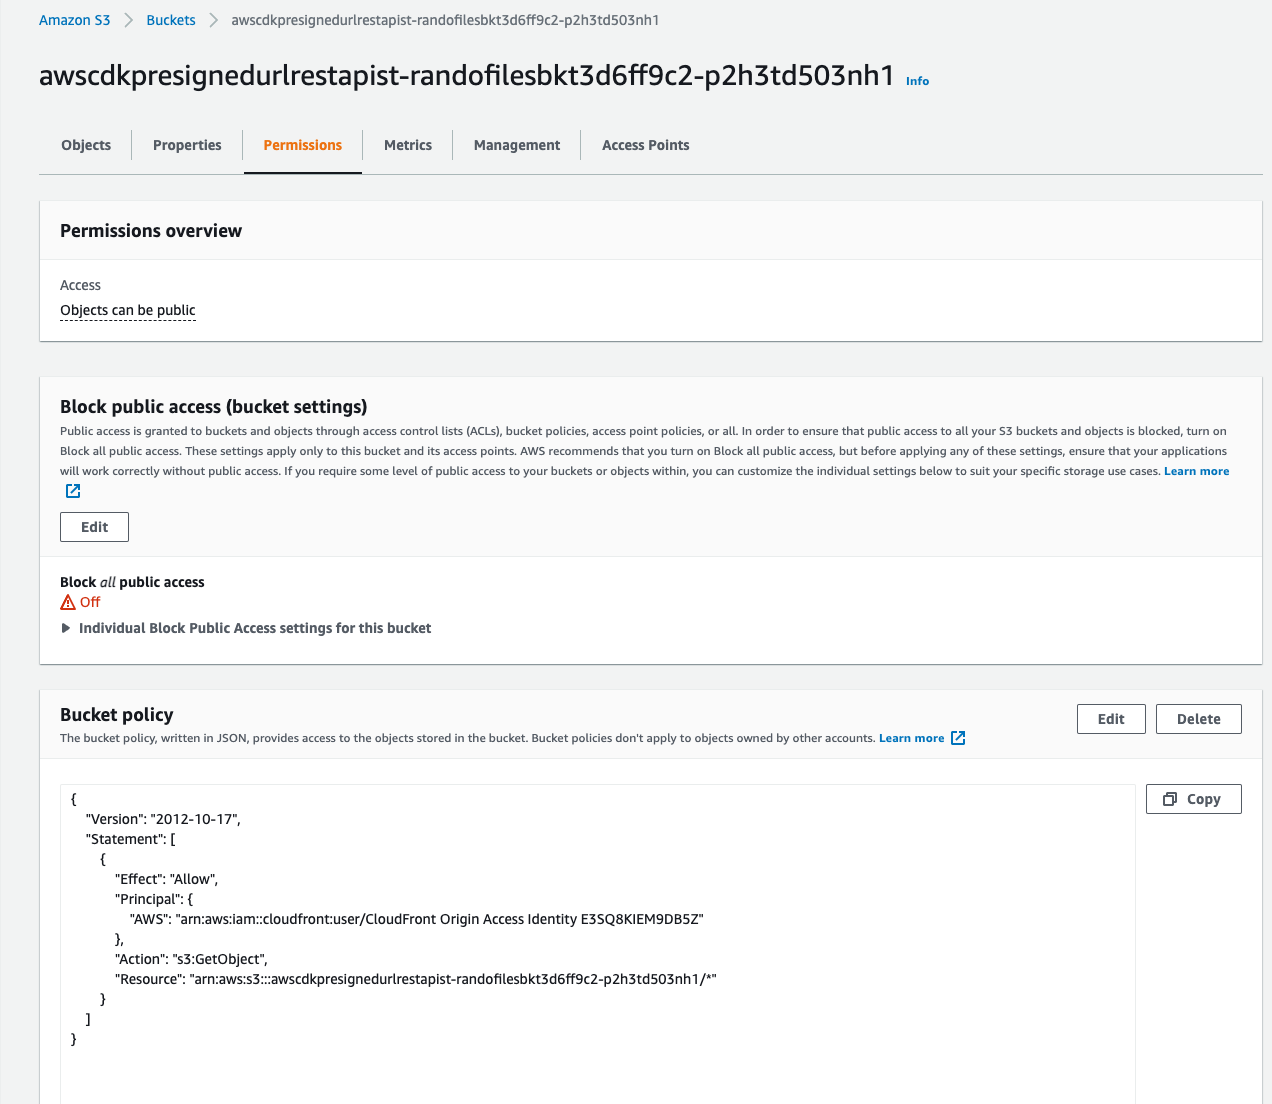 Amazon S3 > Buckets > awscdkpresignedurlrestapist-randofilesbkt3d6ff9c2-p2h3td503nh1
awscdkpresignedurlrestapist-randofilesbkt3d6ff9c2-p2h3td503nh1 Info
Objects Properties Permissions Metrics Management Access Points
Permissions overview
Access
Objects can be public
Block public access (bucket settings)
Public access is granted to buckets and objects through access control lists (ACLs), bucket policies, access point policies, or all. In order to ensure that public access to all your S3 buckets and objects is blocked, turn on
Block all public access. These settings apply only to this bucket and its access points. AWS recommends that you turn on Block all public access, but before applying any of these settings, ensure that your applications
will work correctly without public access. If you require some level of public access to your buckets or objects within, you can customize the individual settings below to suit your specific storage use cases. Learn more
Edit
Block all public access
Off
Individual Block Public Access settings for this bucket
Bucket policy
Edit Delete
The bucket policy, written in JSON, provides access to the objects stored in the bucket. Bucket policies don't apply to objects owned by other accounts. Learn more
Copy
{
"Version": "2012-10-17",
"Statement": [
{
"Effect": "Allow",
"Principal": {
"AWS": "arn:aws:iam::cloudfront:user/CloudFront Origin Access Identity E3SQ8KIEM9DB5Z"
},
"Action": "s3:GetObject",
"Resource": "arn:aws:s3:::awscdkpresignedurlrestapist-randofilesbkt3d6ff9c2-p2h3td503nh1/*"
}
]
}